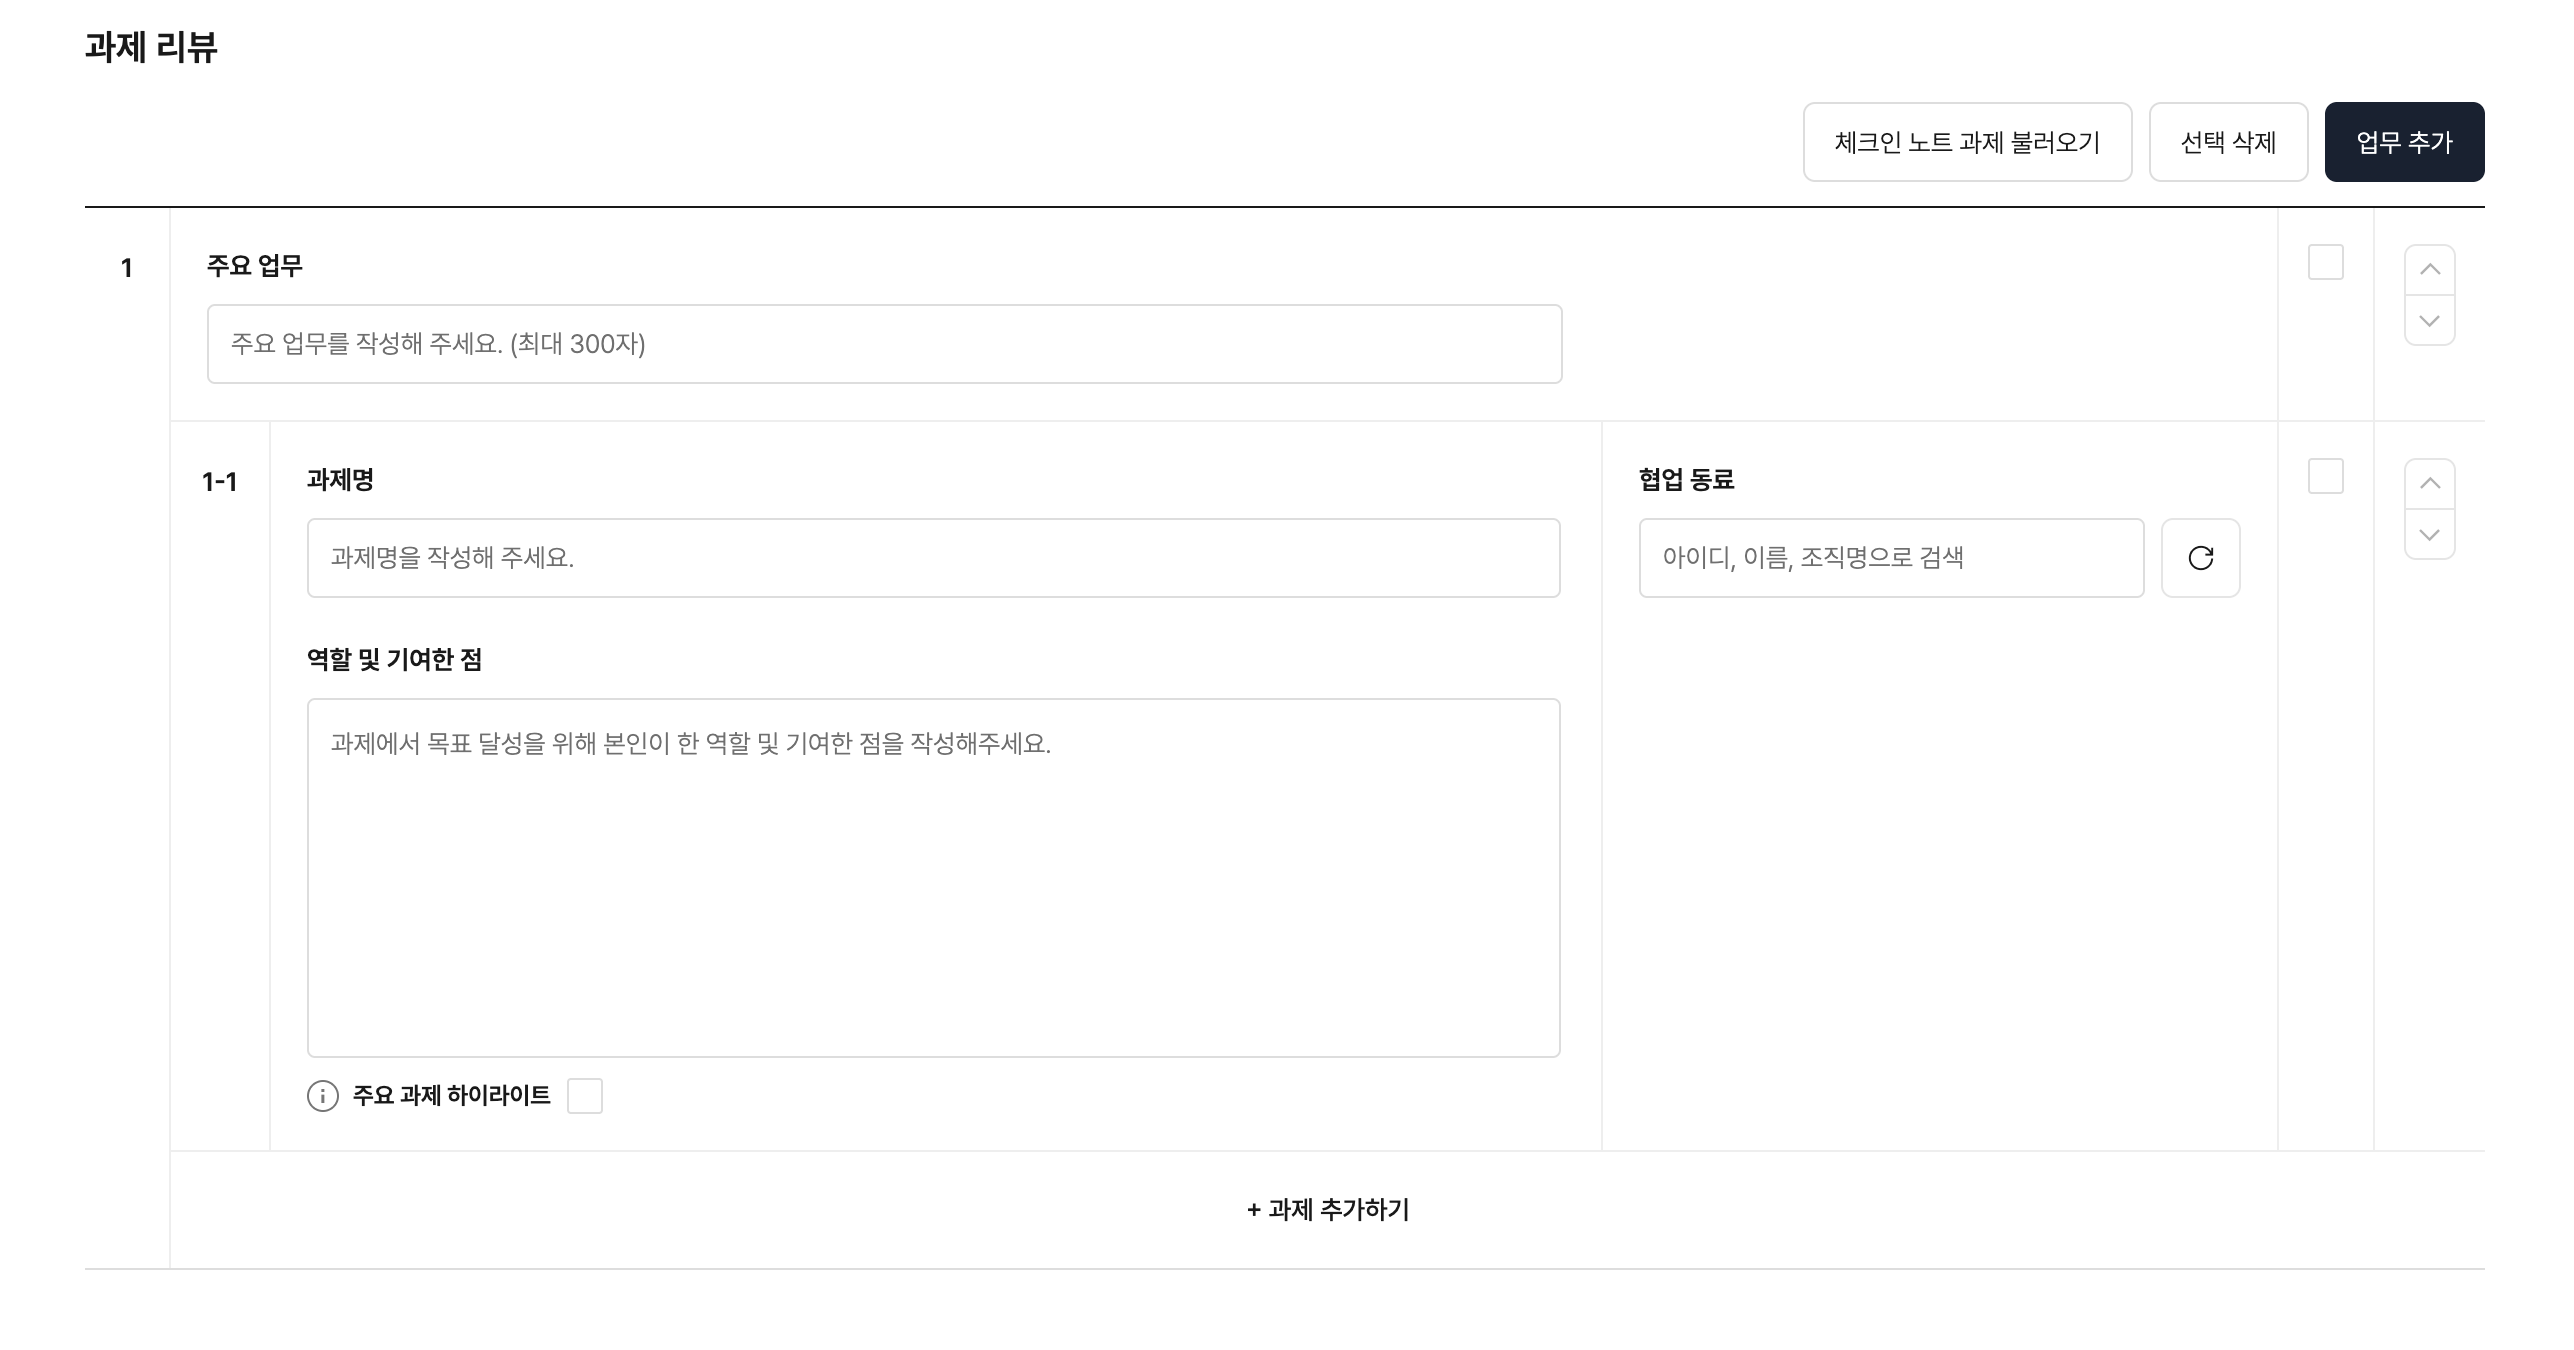 과제 리뷰
체크인 노트 과제 불러오기
선택 삭제
업무 추가
1
주요 업무
주요 업무를 작성해 주세요. (최대 300자)
1-1
과제명
과제명을 작성해 주세요.
협업 동료
아이디, 이름, 조직명으로 검색
역할 및 기여한 점
과제에서 목표 달성을 위해 본인이 한 역할 및 기여한 점을 작성해주세요.
주요 과제 하이라이트
+ 과제 추가하기